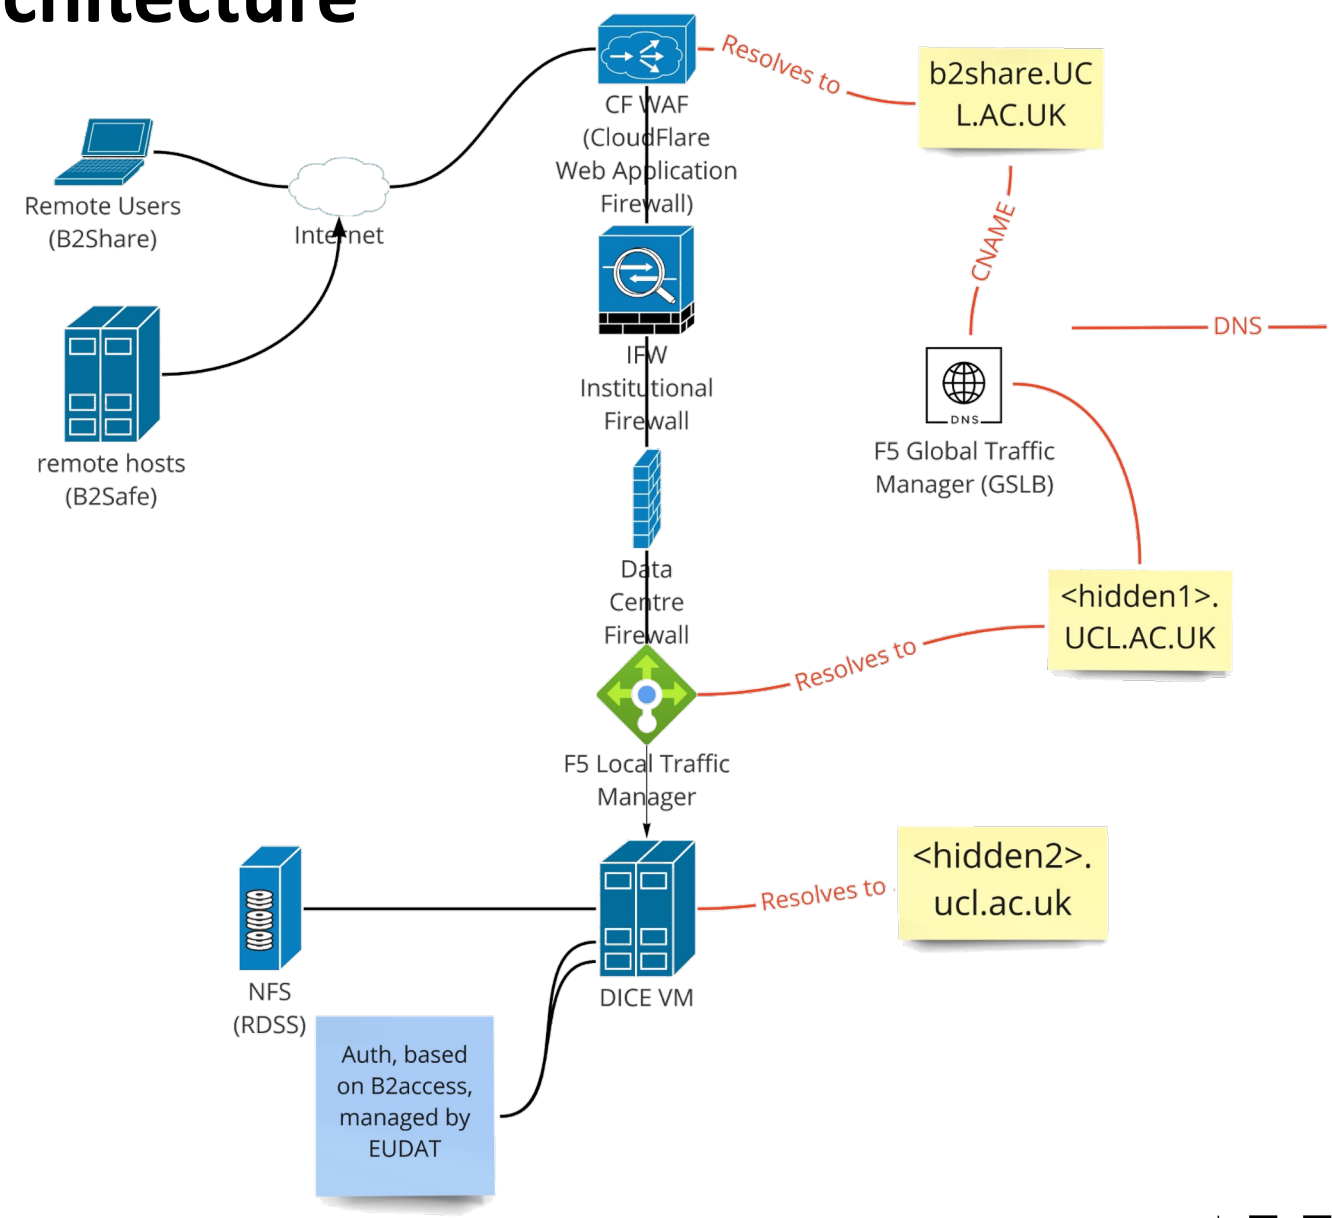 chitecture
CF WAF
(CloudFlare
Web Application
Firewall)
Resolves to
b2share.UC
L.AC.UK
Remote Users
(B2Share)
Internet
CNAME
IFW
Institutional
Firewall
DNS
DNS
F5 Global Traffic
Manager (GSLB)
remote hosts
(B2Safe)
Data
Centre
Firewall
<hidden1>.
UCL.AC.UK
Resolves to
F5 Local Traffic
Manager
<hidden2>.
ucl.ac.uk
Resolves to
NFS
(RDSS)
DICE VM
Auth, based
on B2access,
managed by
EUDAT